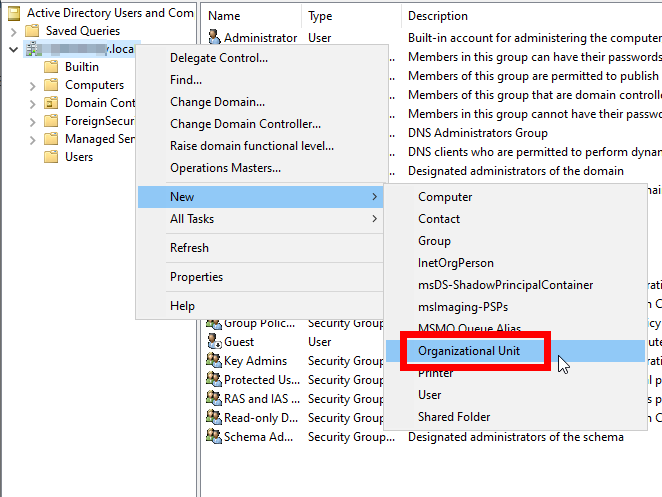 Active Directory Users and Com
Saved Queries
y.loca
Builtin
Computers
Domain Cont
ForeignSecur
Managed Ser
Users
Name Type Description
Administrator User Built-in account for administering the computer
Members in this group can have their passwords
Members of this group are permitted to publish
Members of this group that are domain controlle
Members in this group cannot have their passwo
DNS Administrators Group
DNS clients who are permitted to perform dynam
Designated administrators of the domain
Delegate Control...
Find...
Change Domain...
Change Domain Controller...
Raise domain functional level...
Operations Masters...
New
All Tasks
Refresh
Properties
Help
Computer
Contact
Group
InetOrgPerson
msDS-ShadowPrincipalContainer
msImaging-PSPs
MSMQ Queue Alias
Organizational Unit
Printer
User
Shared Folder
Group Polic... Security Group
Guest User
Key Admins Security Group
Protected Us... Security Group
RAS and IAS ... Security Group
Read-only D... Security Group
Schema Ad... Security Group... Designated administrators of the schema